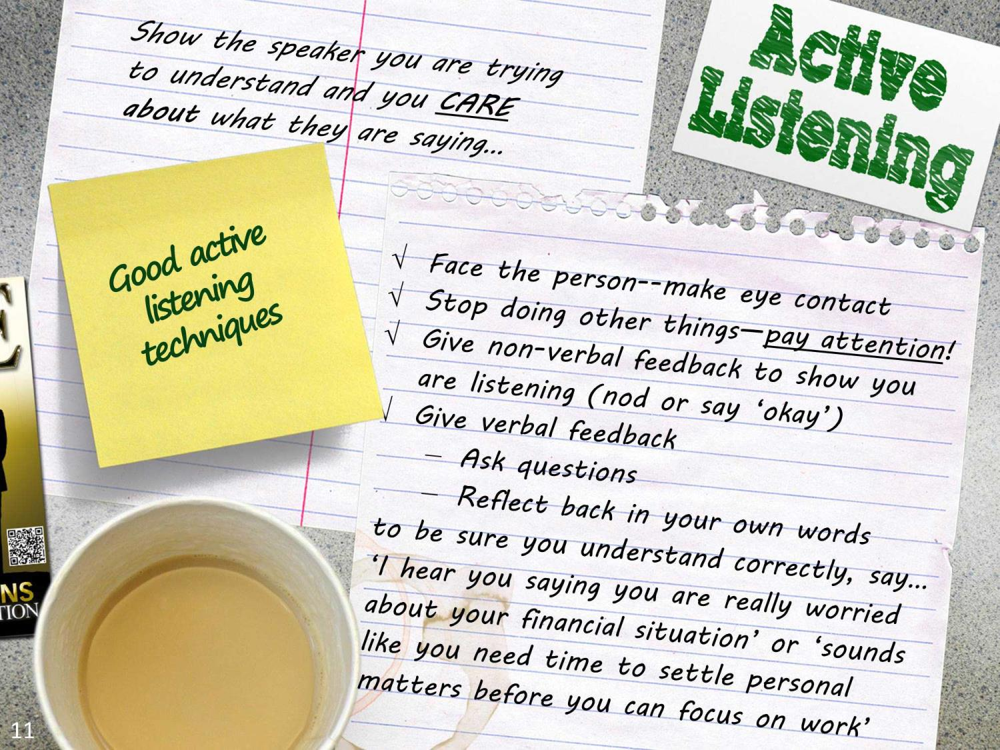 Show the speaker you are trying
to understand and you CARE
about what they are saying...
Active
Listening
Good active
listening
techniques
√ Face the person--make eye contact
√ Stop doing other things—pay attention!
√ Give non-verbal feedback to show you
are listening (nod or say ‘okay’)
√ Give verbal feedback
– Ask questions
– Reflect back in your own words
to be sure you understand correctly, say...
‘I hear you saying you are really worried
about your financial situation’ or ‘sounds
like you need time to settle personal
matters before you can focus on work’
E
NS
TION
11